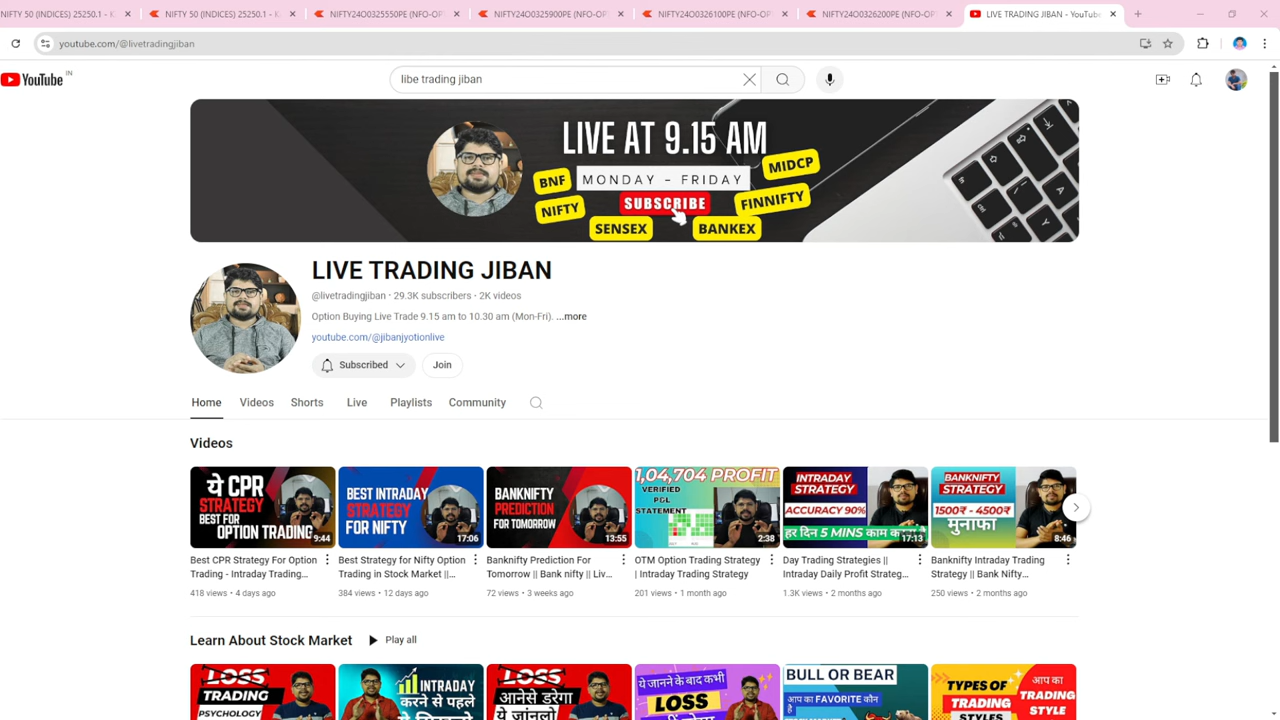 NIFTY 50 (INDICES) 25250.1 - K
NIFTY 50 (INDICES) 25250.1 - K
NIFTY24O0325550PE (NFO-OP
NIFTY24O0325900PE (NFO-OP
NIFTY24O0326100PE (NFO-OP
NIFTY24O0326200PE (NFO-OP
LIVE TRADING JIBAN - YouTube
youtube.com/@livetradingjiban
YouTube IN
libe trading jiban
LIVE AT 9.15 AM
MONDAY - FRIDAY
BNF
MIDCP
NIFTY
SUBSCRIBE
FINNIFTY
SENSEX
BANKEX
LIVE TRADING JIBAN
@livetradingjiban · 29.3K subscribers · 2K videos
Option Buying Live Trade 9.15 am to 10.30 am (Mon-Fri). ...more
youtube.com/@jibanjyotionlive
Subscribed
Join
Home Videos Shorts Live Playlists Community
Videos
ये CPR
STRATEGY
BEST FOR
OPTION TRADING
9:44
BEST INTRADAY
STRATEGY
FOR NIFTY
17:06
BANKNIFTY
PREDICTION
FOR TOMORROW
13:55
1,04,704 PROFIT
VERIFIED
P&L
STATEMENT
2:38
INTRADAY
STRATEGY
ACCURACY 90%
हर दिन 5 MINS काम करना है
17:13
BANKNIFTY
STRATEGY
1500₹ - 4500₹
मुनाफा
8:46
Best CPR Strategy For Option
Trading - Intraday Trading...
418 views · 4 days ago
Best Strategy for Nifty Option
Trading in Stock Market ||...
384 views · 12 days ago
Banknifty Prediction For
Tomorrow || Bank nifty || Liv...
72 views · 3 weeks ago
OTM Option Trading Strategy
| Intraday Trading Strategy
201 views · 1 month ago
Day Trading Strategies ||
Intraday Daily Profit Strateg...
1.3K views · 2 months ago
Banknifty Intraday Trading
Strategy || Bank Nifty...
250 views · 2 months ago
Learn About Stock Market
Play all
LOSS
TRADING
PSYCHOLOGY
INTRADAY
करने से पहले
LOSS
आनेसे डरेगा
ये जानलो
ये जानने के बाद कभी
LOSS
BULL OR BEAR
आप का FAVORITE कौन
है
TYPES OF
TRADING
STYLES
आप का
TRADING
STYLE